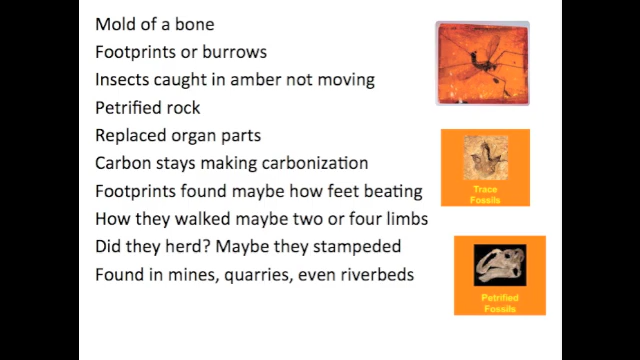 Mold of a bone
Footprints or burrows
Insects caught in amber not moving
Petrified rock
Replaced organ parts
Carbon stays making carbonization
Footprints found maybe how feet beating
How they walked maybe two or four limbs
Did they herd? Maybe they stampeded
Found in mines, quarries, even riverbeds
Trace
Fossils
Petrified
Fossils